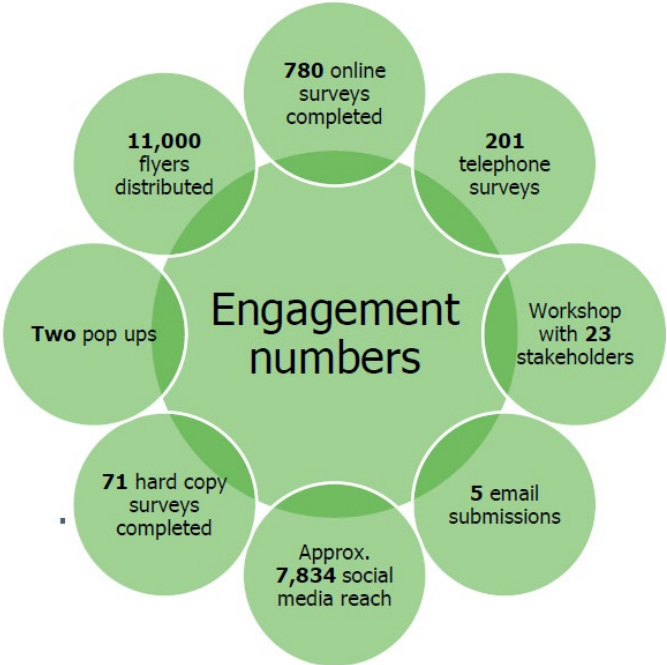 780 online
surveys
completed
201
telephone
surveys
Workshop
with 23
stakeholders
5 email
submissions
Approx.
7,834 social
media reach
71 hard copy
surveys
completed
Two pop ups
11,000
flyers
distributed
Engagement
numbers